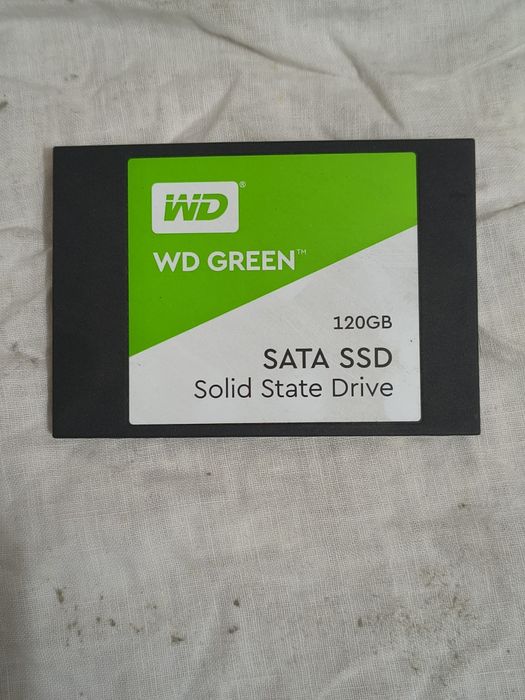 WD®
WD GREEN™
120GB
SATA SSD
Solid State Drive